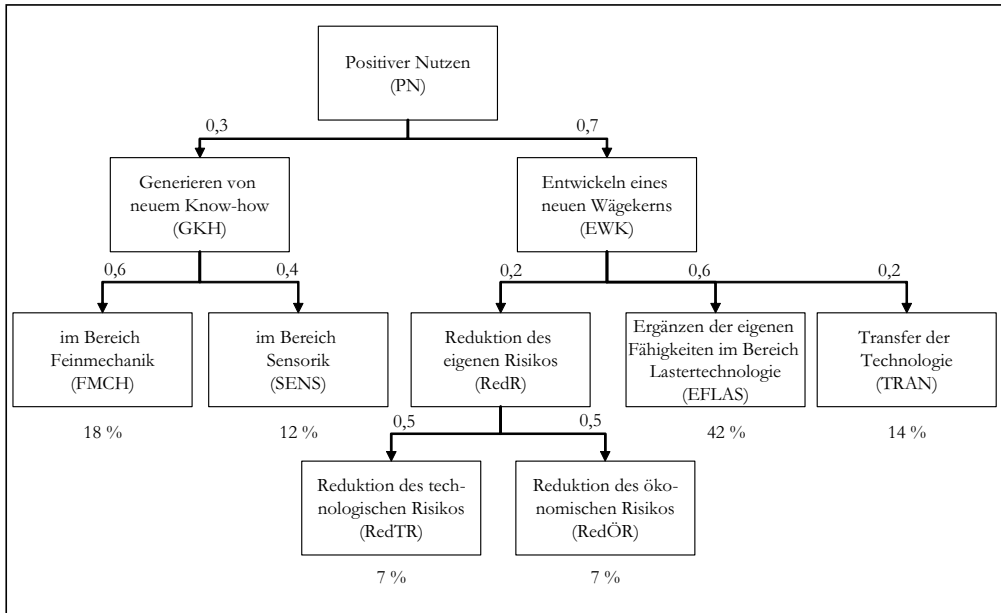 Positiver Nutzen
(PN)
0,3
0,7
Generieren von
neuem Know-how
(GKH)
Entwickeln eines
neuen Wägekerns
(EWK)
0,6
0,4
0,2
0,6
0,2
im Bereich
Feinmechanik
(FMCH)
im Bereich
Sensorik
(SENS)
Reduktion des
eigenen Risikos
(RedR)
Ergänzen der eigenen
Fähigkeiten im Bereich
Lastertechnologie
(EFLAS)
Transfer der
Technologie
(TRAN)
18 %
12 %
42 %
14 %
0,5
0,5
Reduktion des tech-
nologischen Risikos
(RedTR)
Reduktion des öko-
nomischen Risikos
(RedÖR)
7 %
7 %